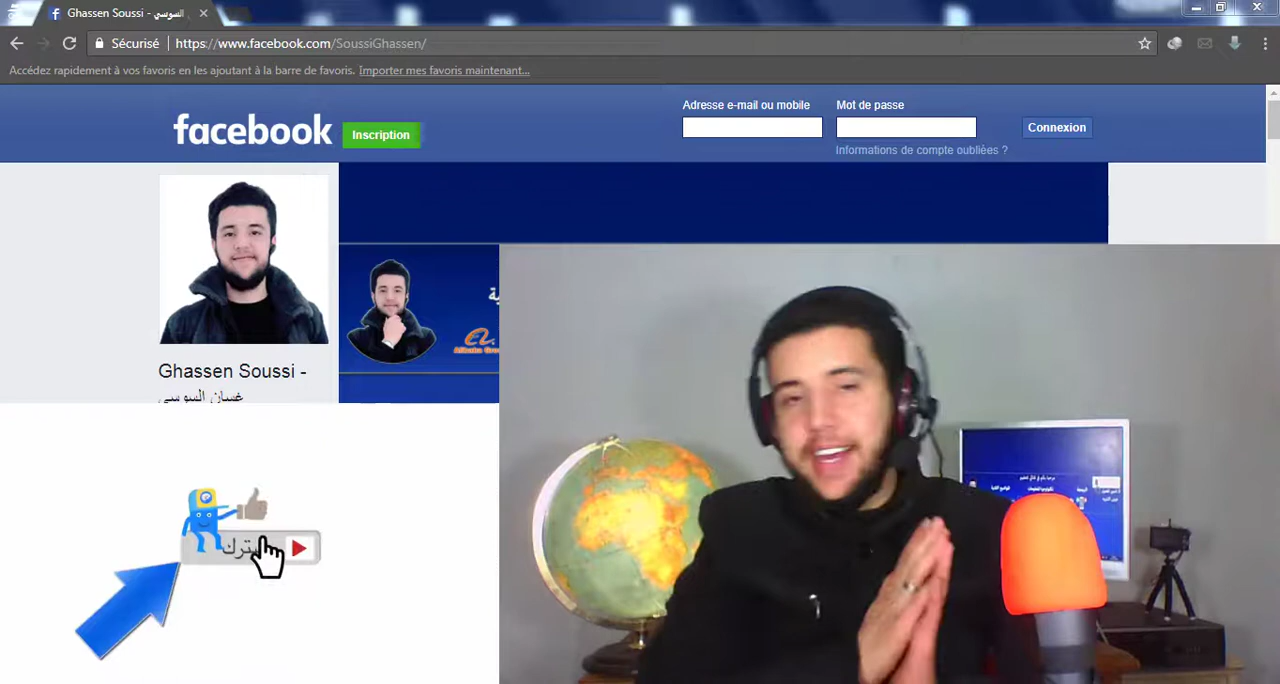 Ghassen Soussi - السوسي
Sécurisé
https://www.facebook.com/SoussiGhassen/
Accédez rapidement à vos favoris en les ajoutant à la barre de favoris. Importer mes favoris maintenant...
Adresse e-mail ou mobile
Mot de passe
facebook
Inscription
Connexion
Informations de compte oubliées ?
Ghassen Soussi -
غسان السوسي